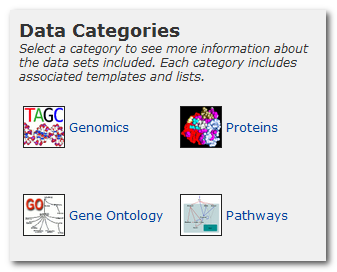 Data Categories
Select a category to see more information about
the data sets included. Each category includes
associated templates and lists.
TAGC Genomics
Proteins
GO Gene Ontology
Pathways